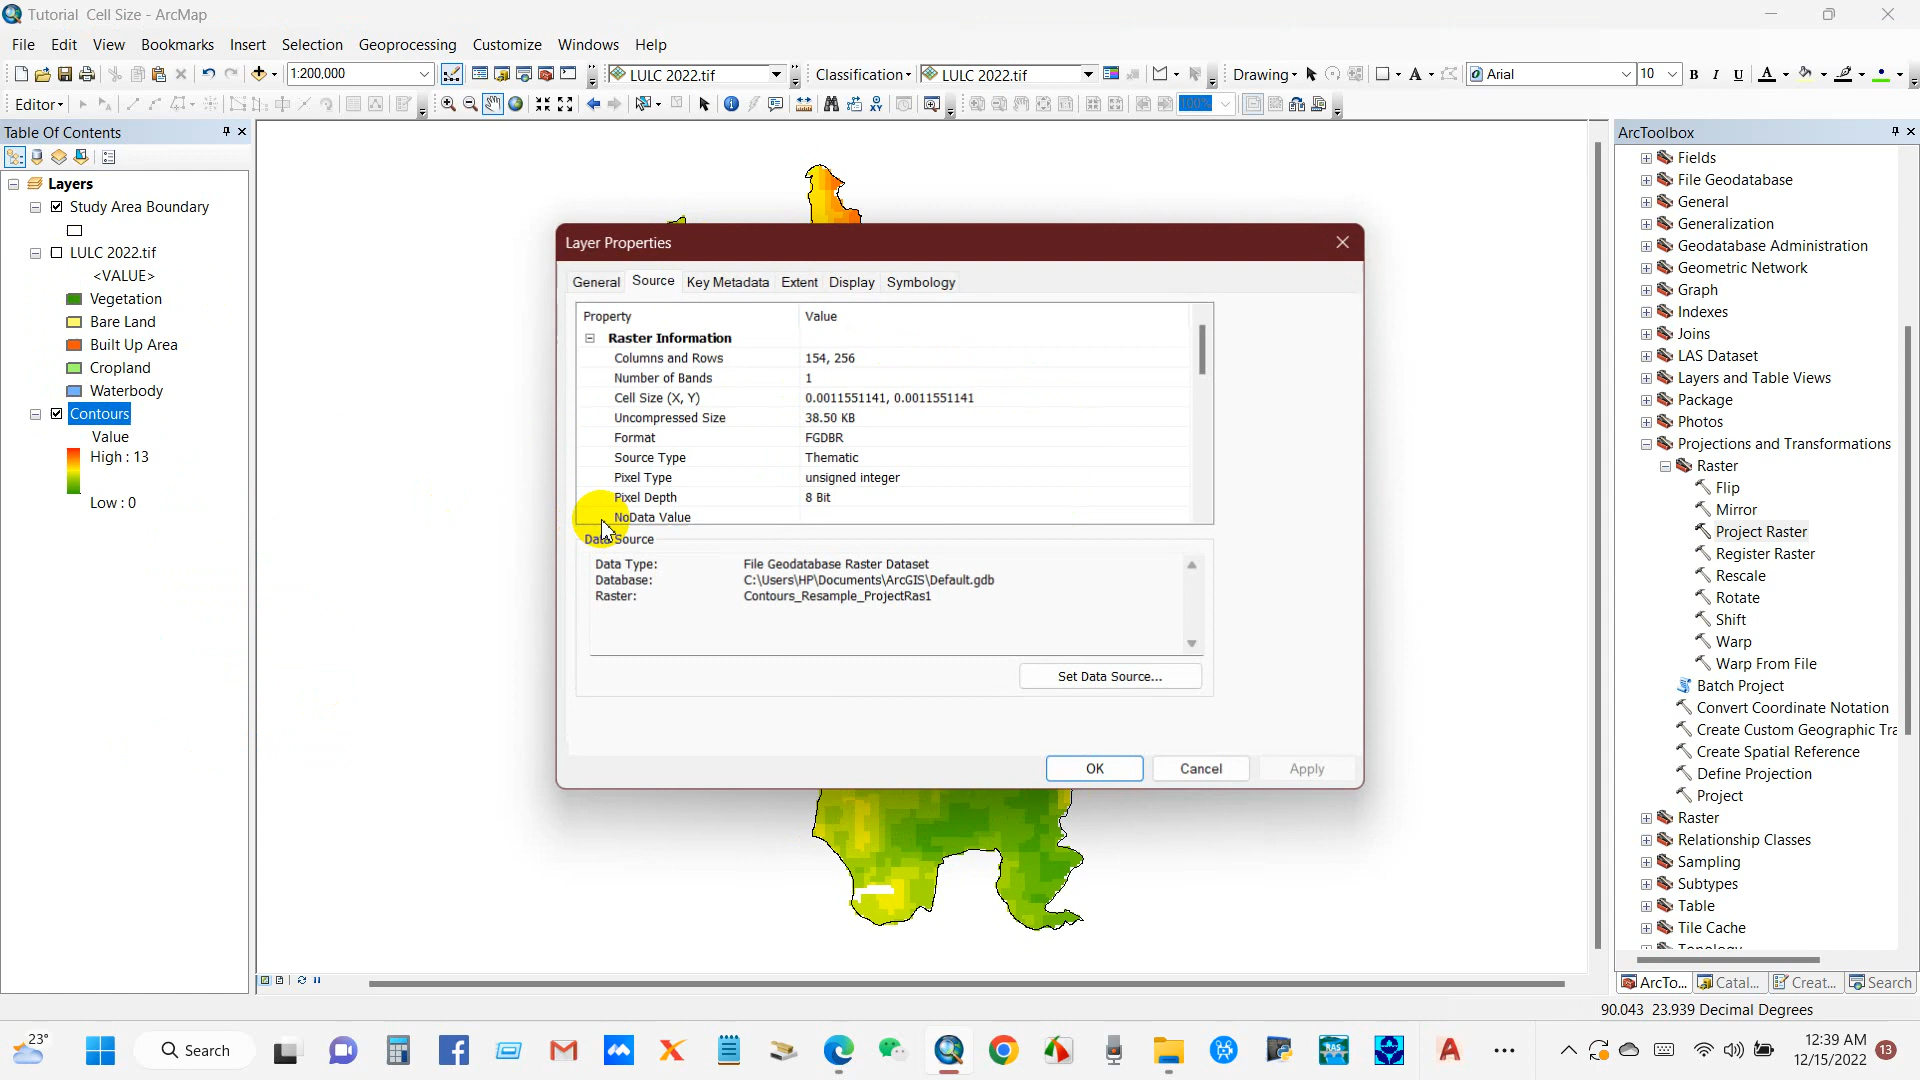 Tutorial  Cell Size - ArcMap
File Edit View Bookmarks Insert Selection Geoprocessing Customize Windows Help
1:200,000 LULC 2022.tif Classification LULC 2022.tif Drawing Arial 10 B I U A
Editor 100%
Table Of Contents
Layers
Study Area Boundary
LULC 2022.tif
<VALUE>
Vegetation
Bare Land
Built Up Area
Cropland
Waterbody
Contours
Value
High : 13
Low : 0
Layer Properties
General Source Key Metadata Extent Display Symbology
Property Value
Raster Information
Columns and Rows 154, 256
Number of Bands 1
Cell Size (X, Y) 0.0011551141, 0.0011551141
Uncompressed Size 38.50 KB
Format FGDBR
Source Type Thematic
Pixel Type unsigned integer
Pixel Depth 8 Bit
NoData Value
Data Source
Data Type: File Geodatabase Raster Dataset
Database: C:\Users\HP\Documents\ArcGIS\Default.gdb
Raster: Contours_Resample_ProjectRas1
Set Data Source...
OK Cancel Apply
ArcToolbox
Fields
File Geodatabase
General
Generalization
Geodatabase Administration
Geometric Network
Graph
Indexes
Joins
LAS Dataset
Layers and Table Views
Package
Photos
Projections and Transformations
Raster
Flip
Mirror
Project Raster
Register Raster
Rescale
Rotate
Shift
Warp
Warp From File
Batch Project
Convert Coordinate Notation
Create Custom Geographic Tra
Create Spatial Reference
Define Projection
Project
Raster
Relationship Classes
Sampling
Subtypes
Table
Tile Cache
Topology
ArcTo... Catal... Creat... Search
90.043  23.939 Decimal Degrees
23°
Search
12:39 AM
12/15/2022
13